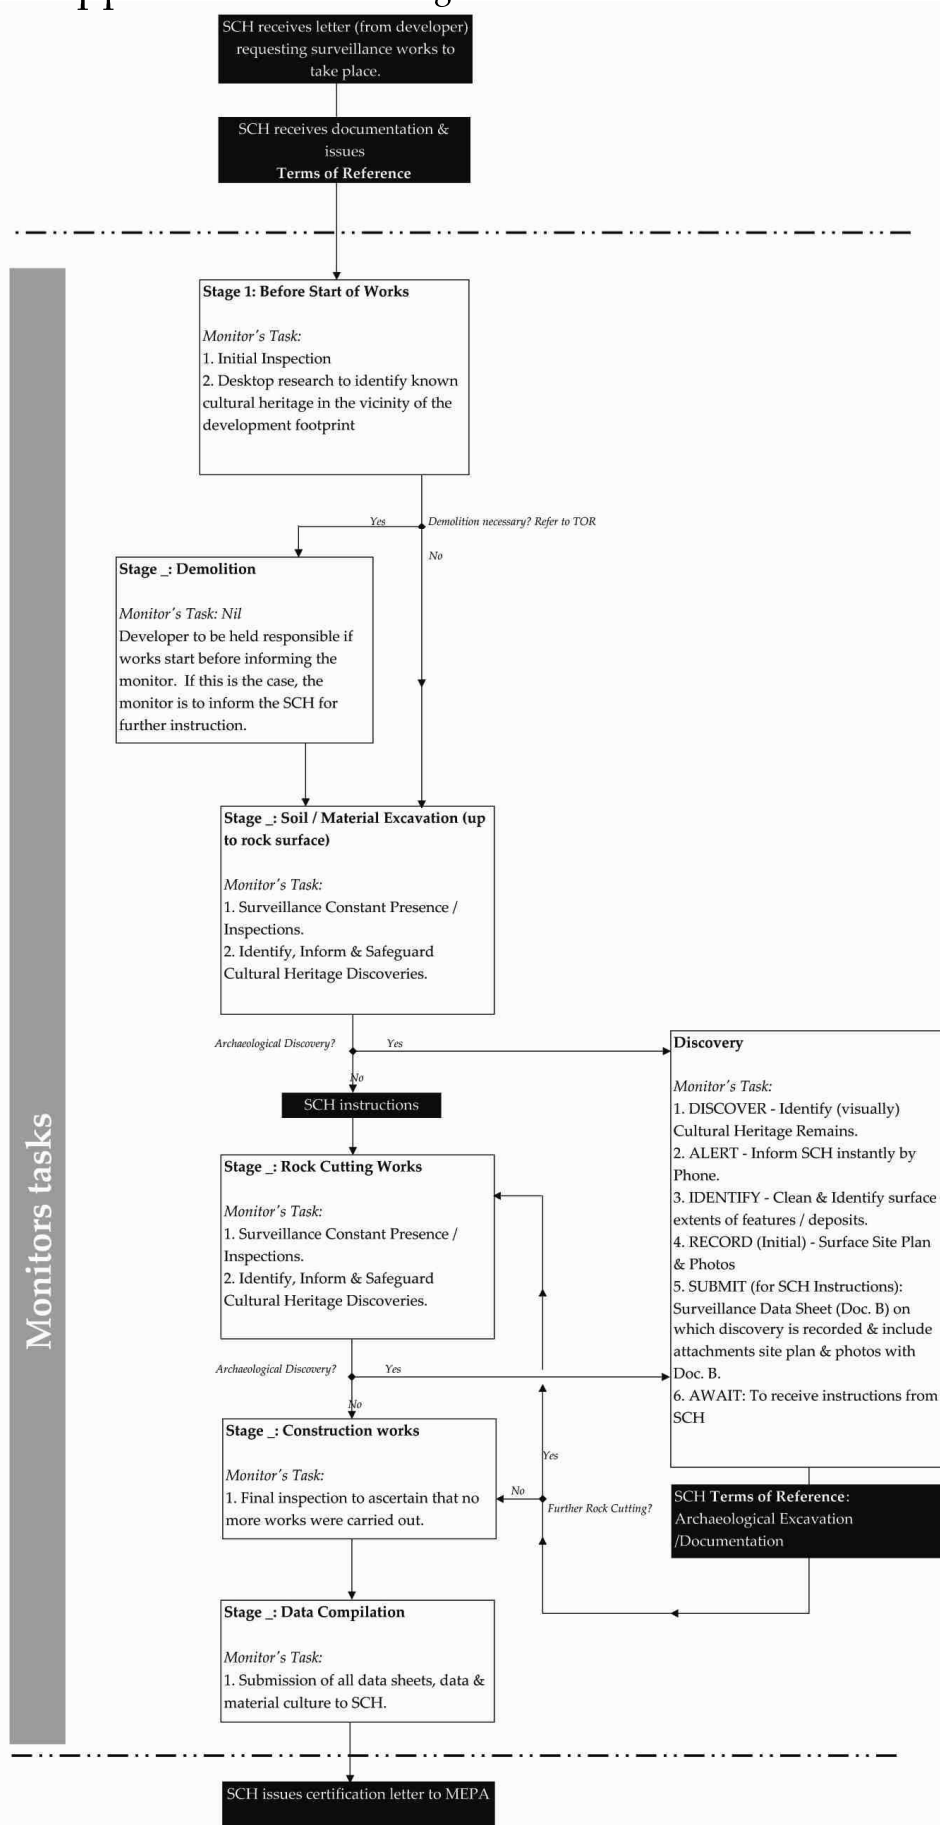 SCH receives letter (from developer)
requesting surveillance works to
take place.
SCH receives documentation &
issues
Terms of Reference
Monitors tasks
Stage 1: Before Start of Works
Monitor's Task:
1. Initial Inspection
2. Desktop research to identify known
cultural heritage in the vicinity of the
development footprint
Yes
Demolition necessary? Refer to TOR
No
Stage _: Demolition
Monitor's Task: Nil
Developer to be held responsible if
works start before informing the
monitor. If this is the case, the
monitor is to inform the SCH for
further instruction.
Stage _: Soil / Material Excavation (up
to rock surface)
Monitor's Task:
1. Surveillance Constant Presence /
Inspections.
2. Identify, Inform & Safeguard
Cultural Heritage Discoveries.
Archaeological Discovery?
Yes
No
SCH instructions
Stage _: Rock Cutting Works
Monitor's Task:
1. Surveillance Constant Presence /
Inspections.
2. Identify, Inform & Safeguard
Cultural Heritage Discoveries.
Archaeological Discovery?
Yes
No
Discovery
Monitor's Task:
1. DISCOVER - Identify (visually)
Cultural Heritage Remains.
2. ALERT - Inform SCH instantly by
Phone.
3. IDENTIFY - Clean & Identify surface
extents of features / deposits.
4. RECORD (Initial) - Surface Site Plan
& Photos
5. SUBMIT (for SCH Instructions):
Surveillance Data Sheet (Doc. B) on
which discovery is recorded & include
attachments site plan & photos with
Doc. B.
6. AWAIT: To receive instructions from
SCH
SCH Terms of Reference:
Archaeological Excavation
/Documentation
Yes
No
Further Rock Cutting?
Stage _: Construction works
Monitor's Task:
1. Final inspection to ascertain that no
more works were carried out.
Stage _: Data Compilation
Monitor's Task:
1. Submission of all data sheets, data &
material culture to SCH.
SCH issues certification letter to MEPA